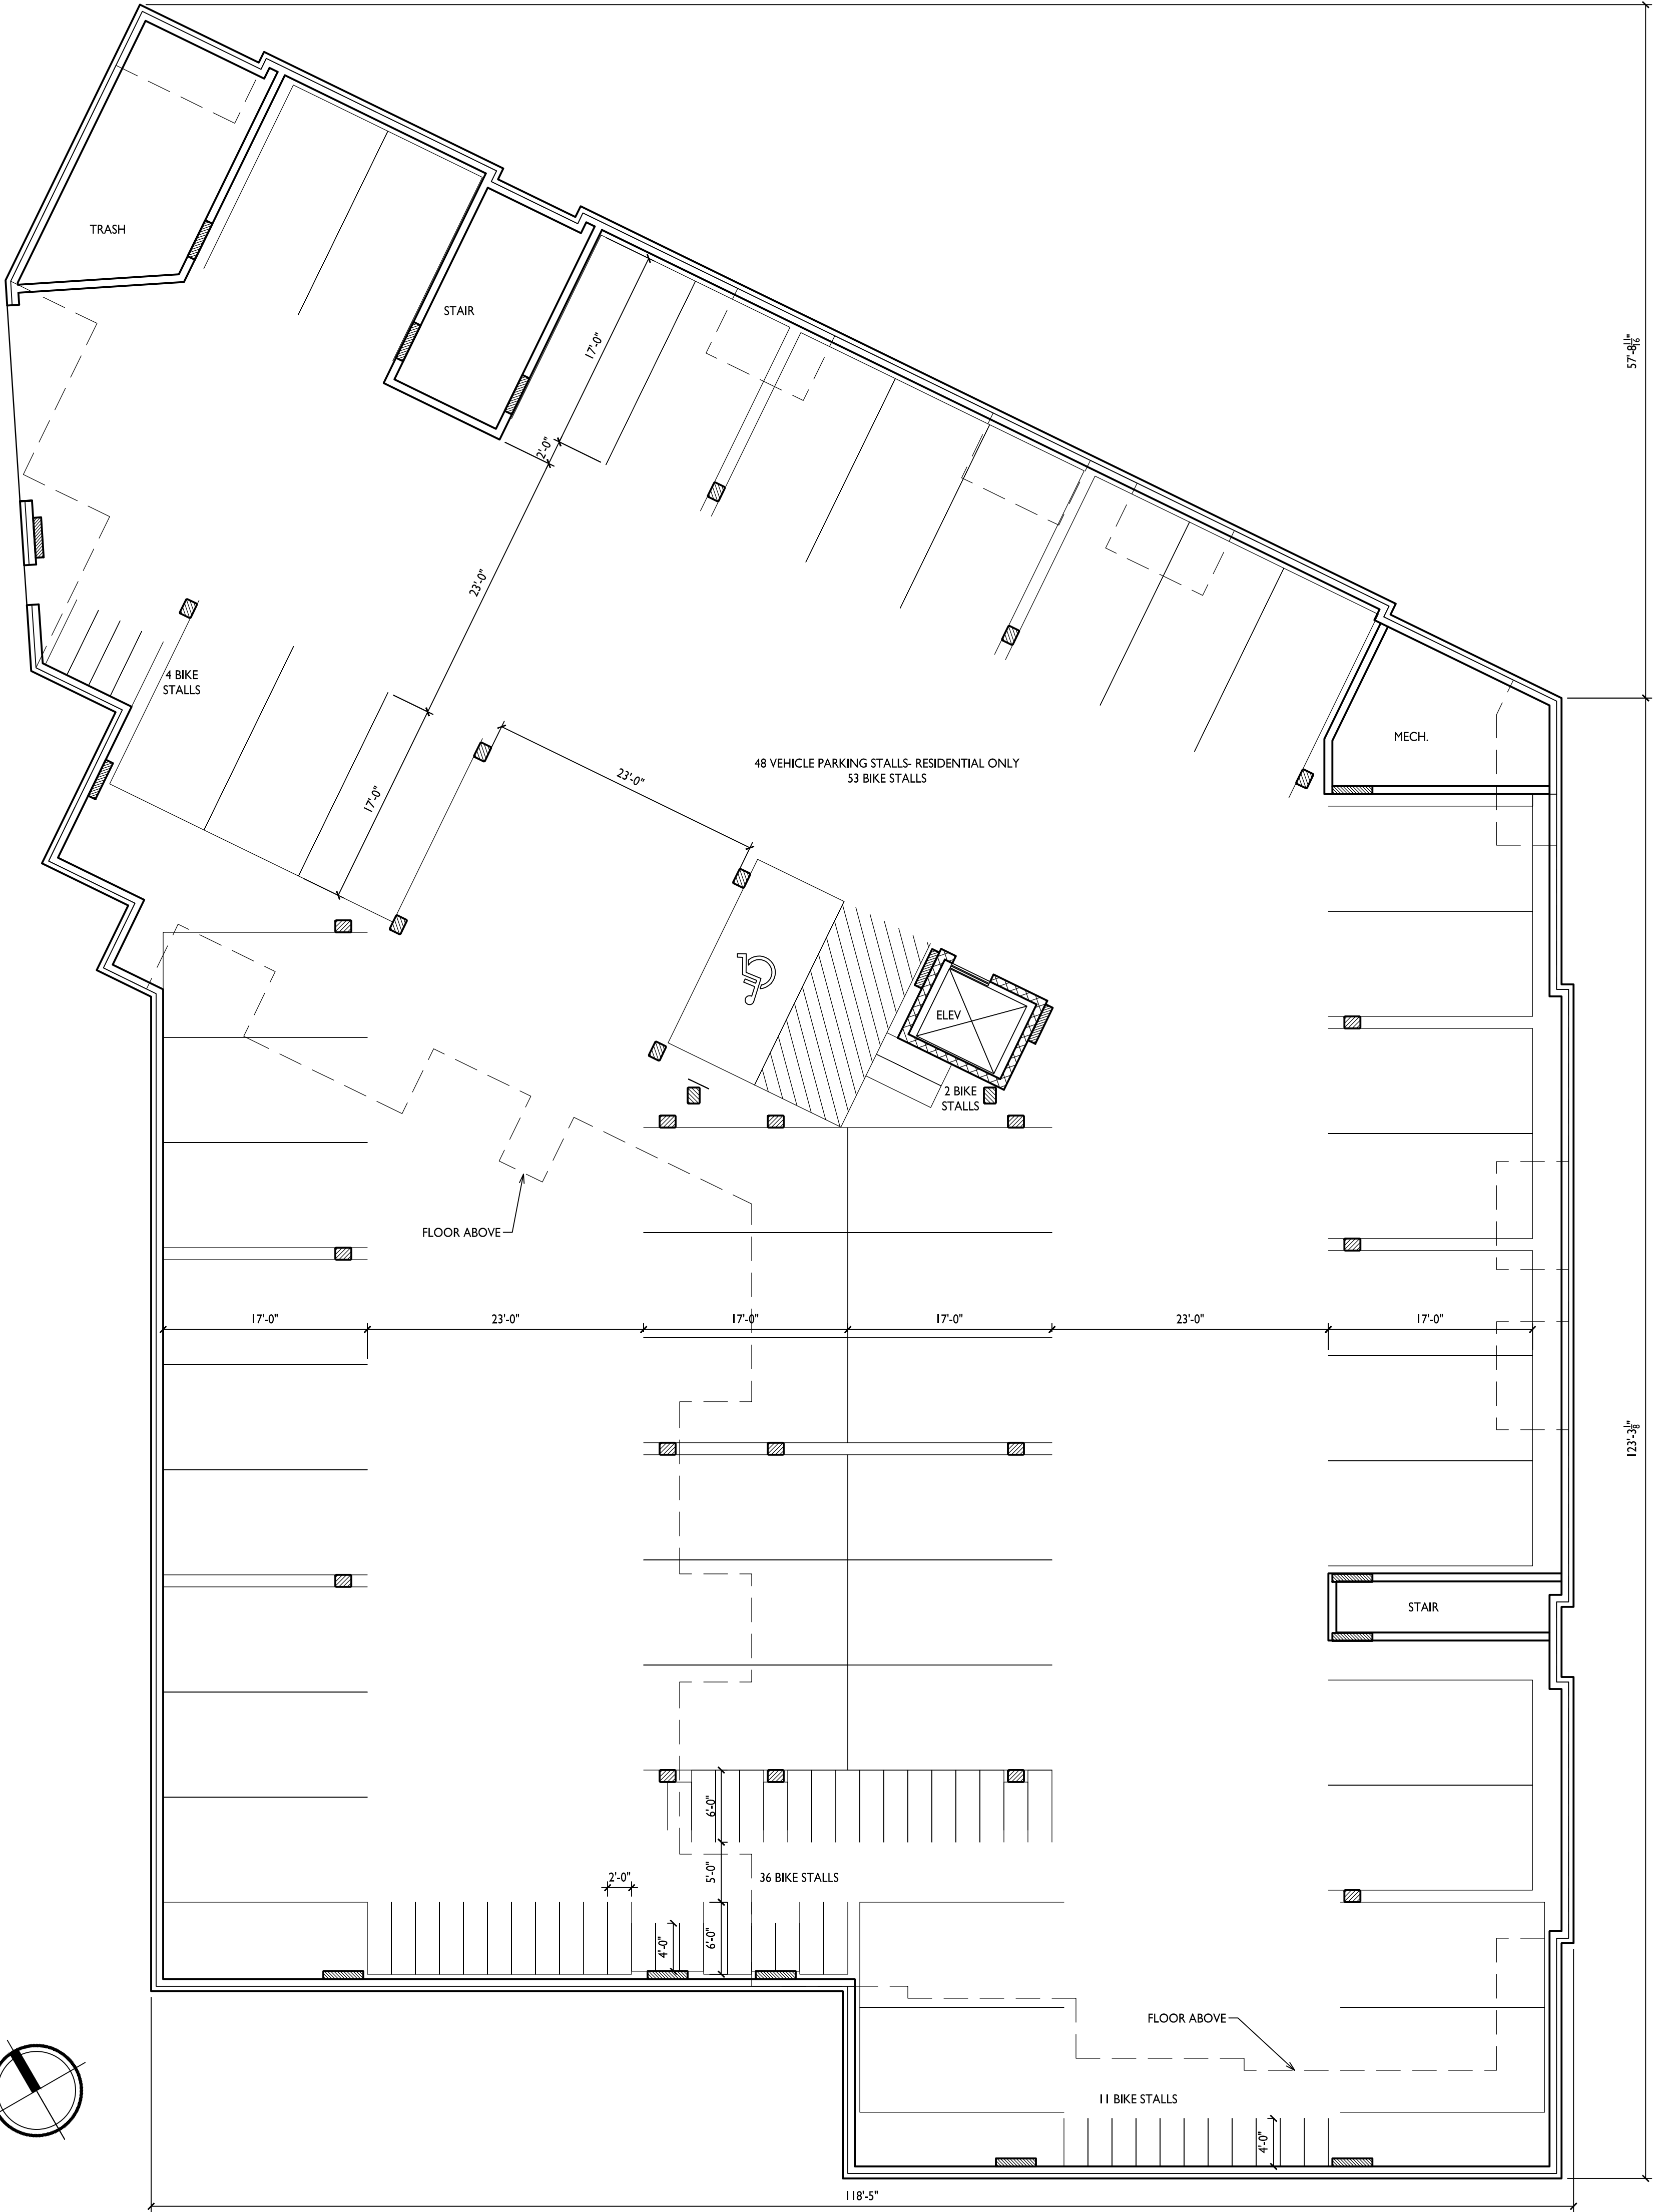 TRASH
STAIR
57'-8 11/16"
17'-0"
2'-0"
23'-0"
4 BIKE
STALLS
17'-0"
23'-0"
48 VEHICLE PARKING STALLS- RESIDENTIAL ONLY
53 BIKE STALLS
MECH.
ELEV
2 BIKE
STALLS
FLOOR ABOVE
17'-0"
23'-0"
17'-0"
17'-0"
23'-0"
17'-0"
123'-3 1/8"
STAIR
6'-0"
5'-0"
36 BIKE STALLS
2'-0"
4'-0"
6'-0"
FLOOR ABOVE
11 BIKE STALLS
4'-0"
118'-5"